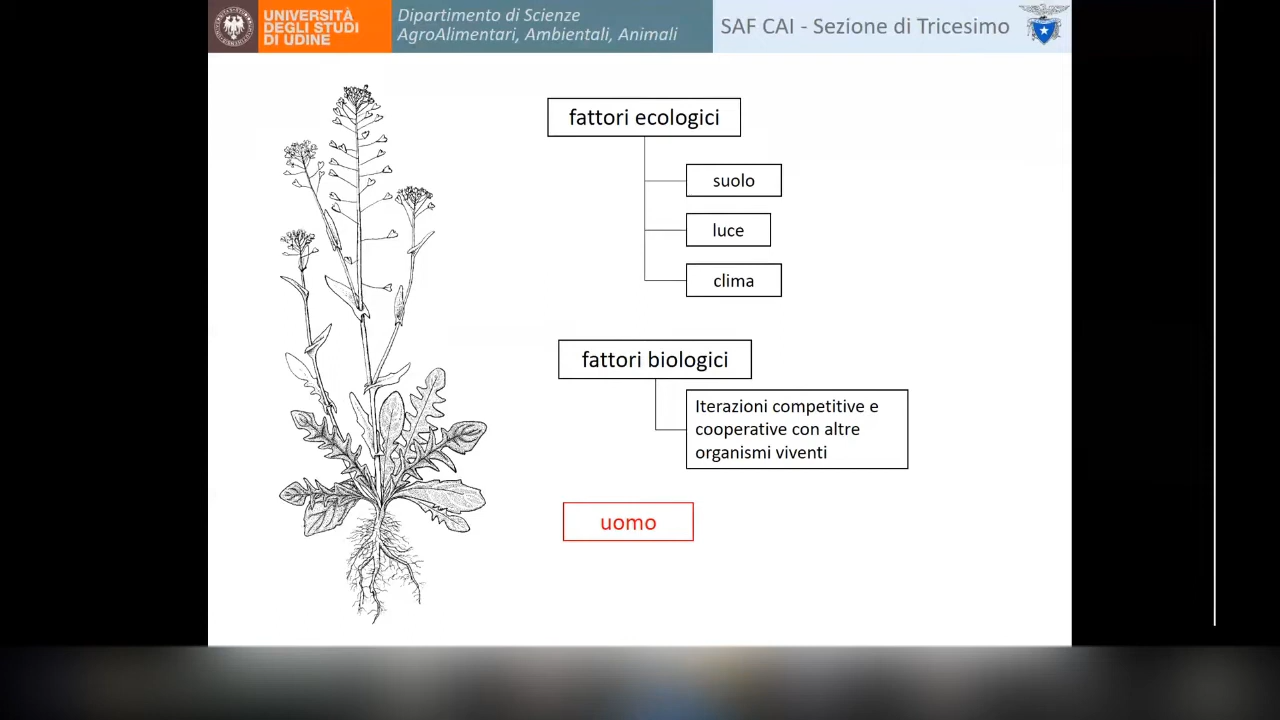 UNIVERSITÀ
DEGLI STUDI
DI UDINE
Dipartimento di Scienze
AgroAlimentari, Ambientali, Animali
SAF CAI - Sezione di Tricesimo
fattori ecologici
suolo
luce
clima
fattori biologici
Iterazioni competitive e
cooperative con altre
organismi viventi
uomo